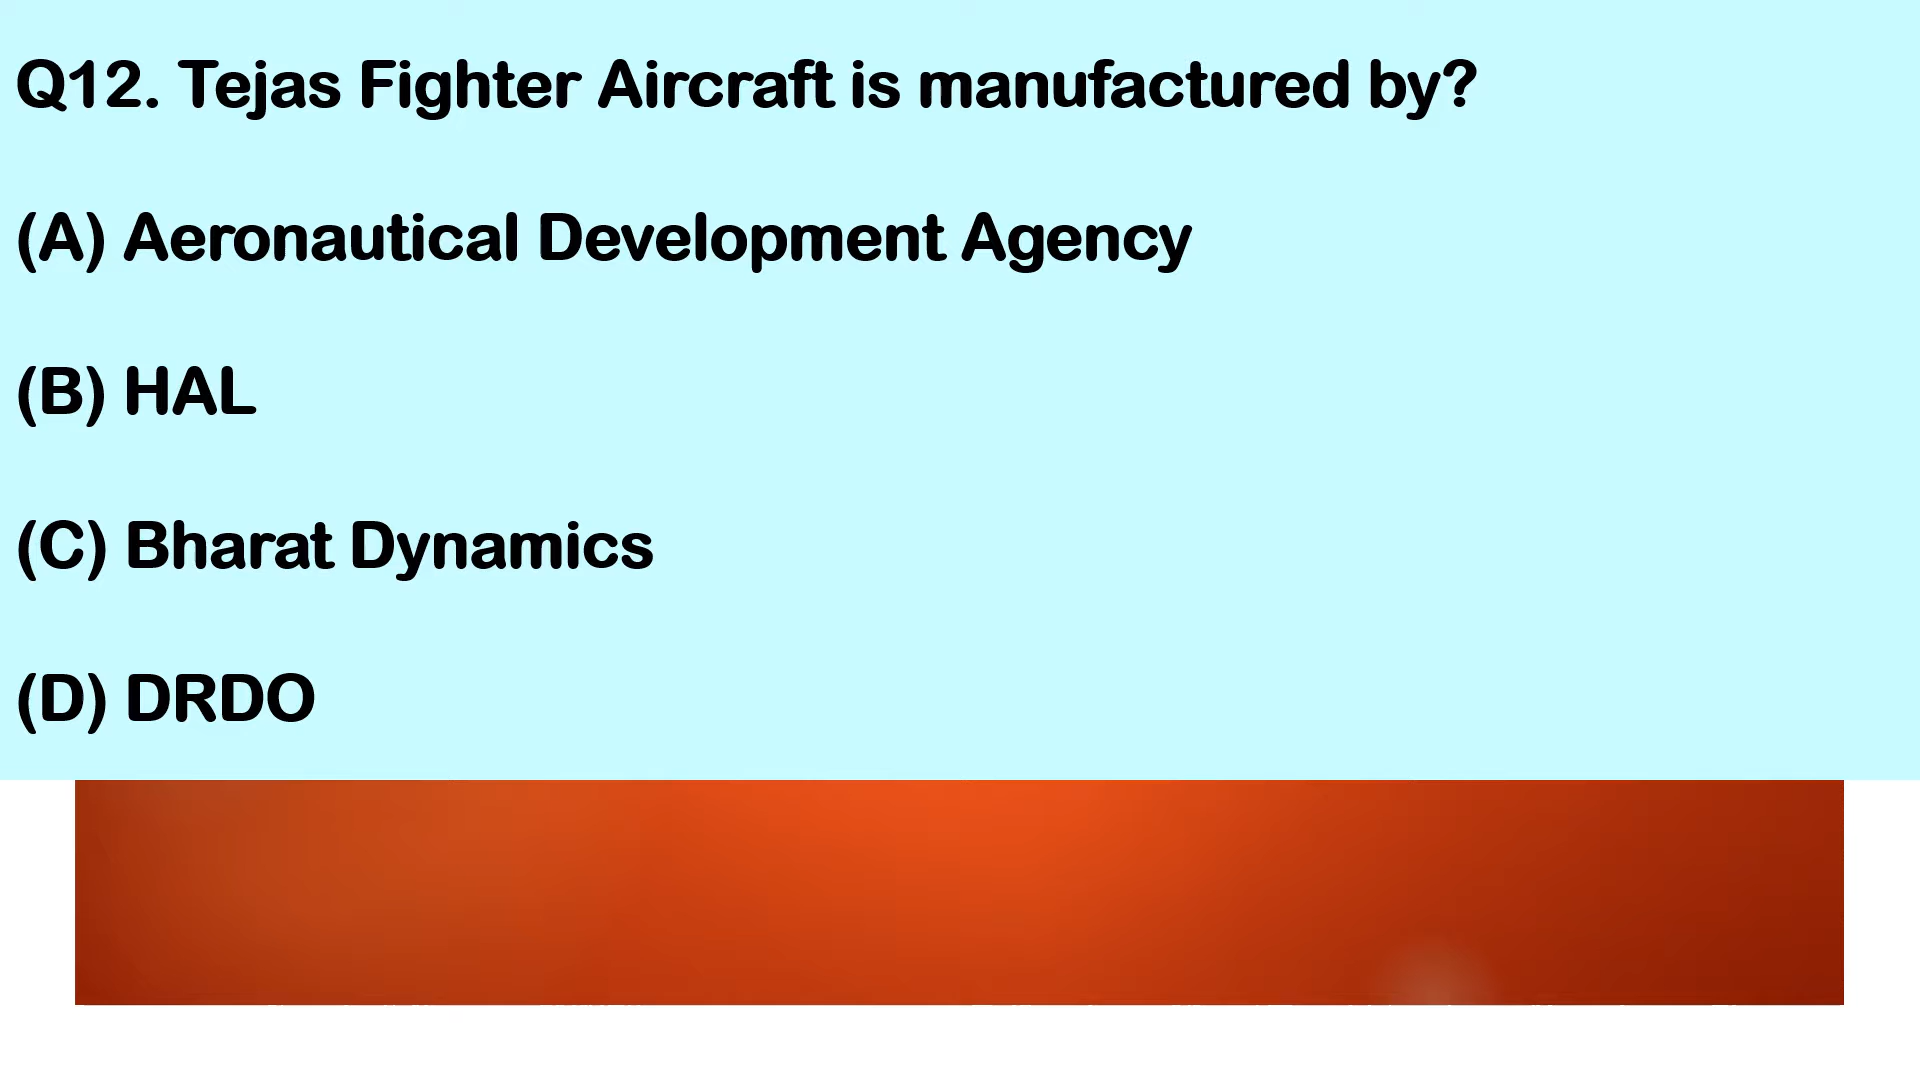 Q12. Tejas Fighter Aircraft is manufactured by?
(A) Aeronautical Development Agency
(B) HAL
(C) Bharat Dynamics
(D) DRDO